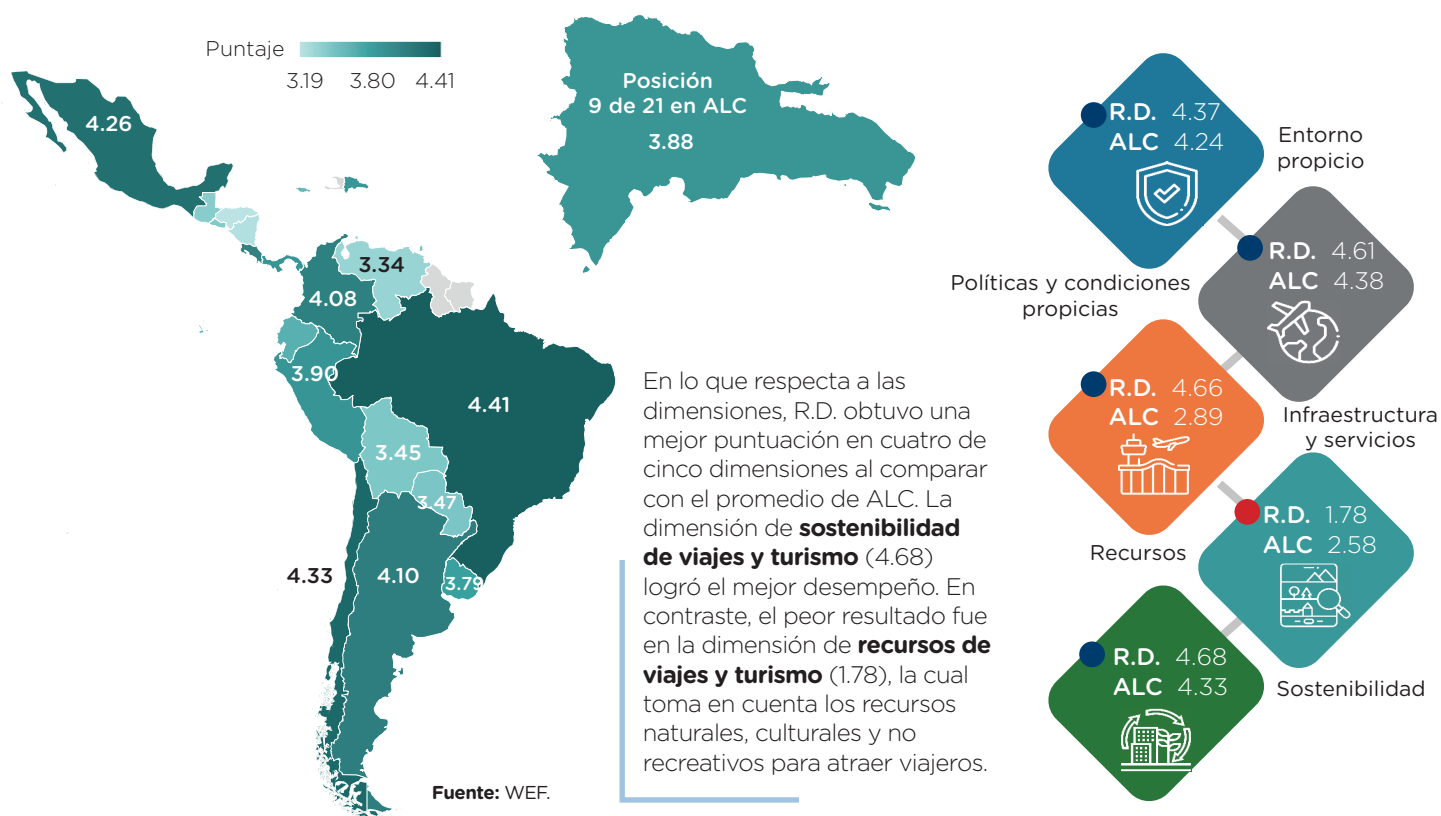 Puntaje
3.19 3.80 4.41
4.26
3.34
4.08
3.90
4.41
3.45
3.47
4.33
4.10
3.79
Fuente: WEF.
Posición
9 de 21 en ALC
3.88
En lo que respecta a las
dimensiones, R.D. obtuvo una
mejor puntuación en cuatro de
cinco dimensiones al comparar
con el promedio de ALC. La
dimensión de sostenibilidad
de viajes y turismo (4.68)
logró el mejor desempeño. En
contraste, el peor resultado fue
en la dimensión de recursos de
viajes y turismo (1.78), la cual
toma en cuenta los recursos
naturales, culturales y no
recreativos para atraer viajeros.
R.D. 4.37
ALC 4.24
Entorno
propicio
R.D. 4.61
ALC 4.38
Políticas y condiciones
propicias
R.D. 4.66
ALC 2.89
Infraestructura
y servicios
R.D. 1.78
ALC 2.58
Recursos
R.D. 4.68
ALC 4.33
Sostenibilidad